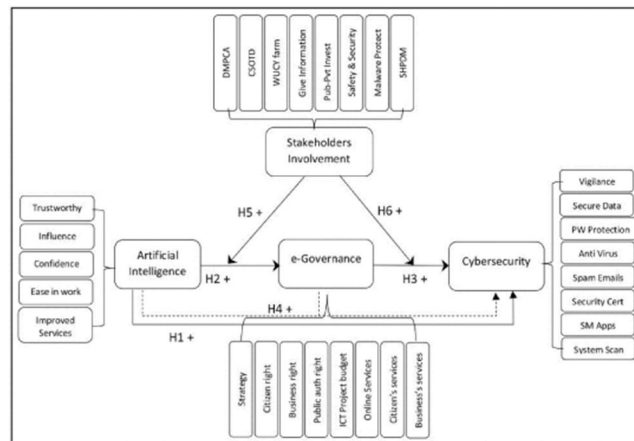 DMPCA
CSOTD
WUCY farm
Give Information
Pub-Pvt Invest
Safety & Security
Malware Protect
SHPDM
Stakeholders
Involvement
H5 +
H6 +
Trustworthy
Influence
Confidence
Ease in work
Improved
Services
Artificial
Intelligence
H2 +
e-Governance
H3 +
Cybersecurity
Vigilance
Secure Data
PW Protection
Anti Virus
Spam Emails
Security Cert
SM Apps
System Scan
H4 +
H1 +
Strategy
Citizen right
Business right
Public auth right
ICT Project budget
Online Services
Citizen's services
Business's services